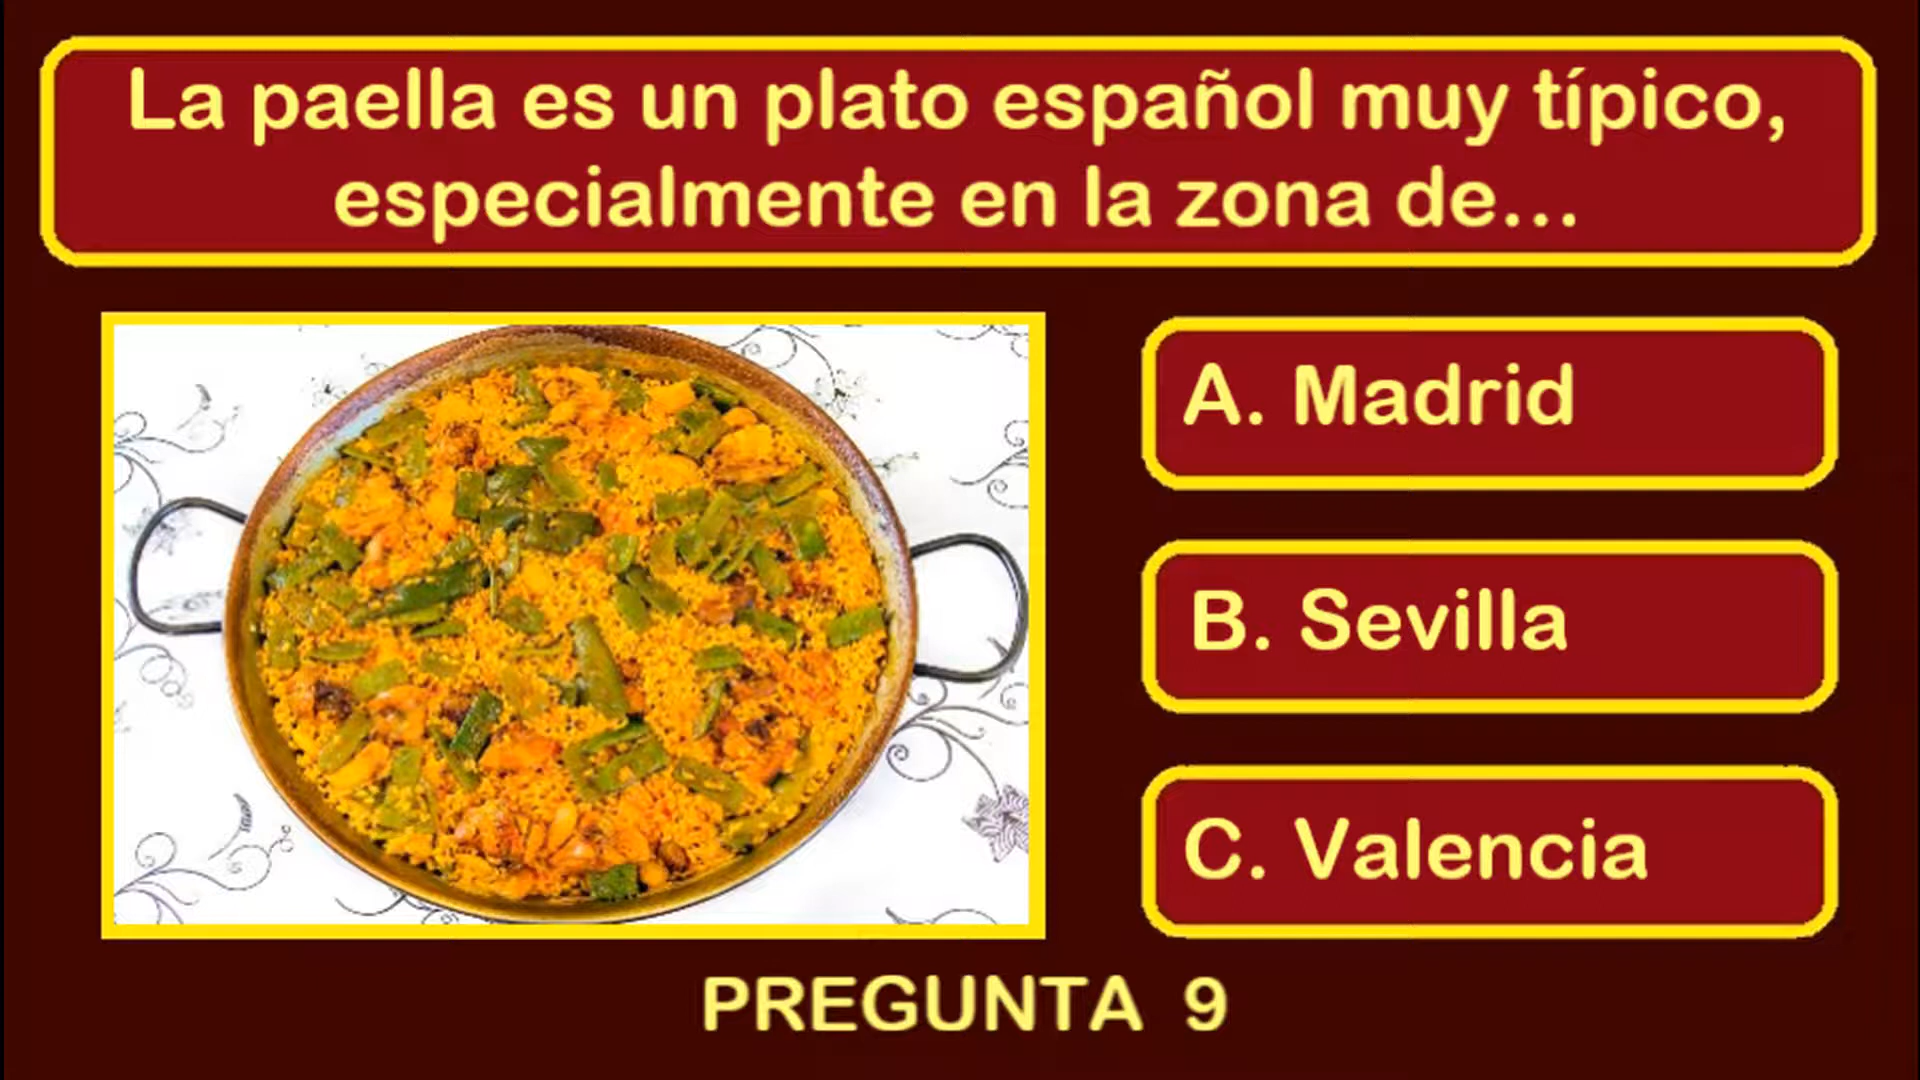 La paella es un plato español muy típico,
especialmente en la zona de...
A. Madrid
B. Sevilla
C. Valencia
PREGUNTA 9